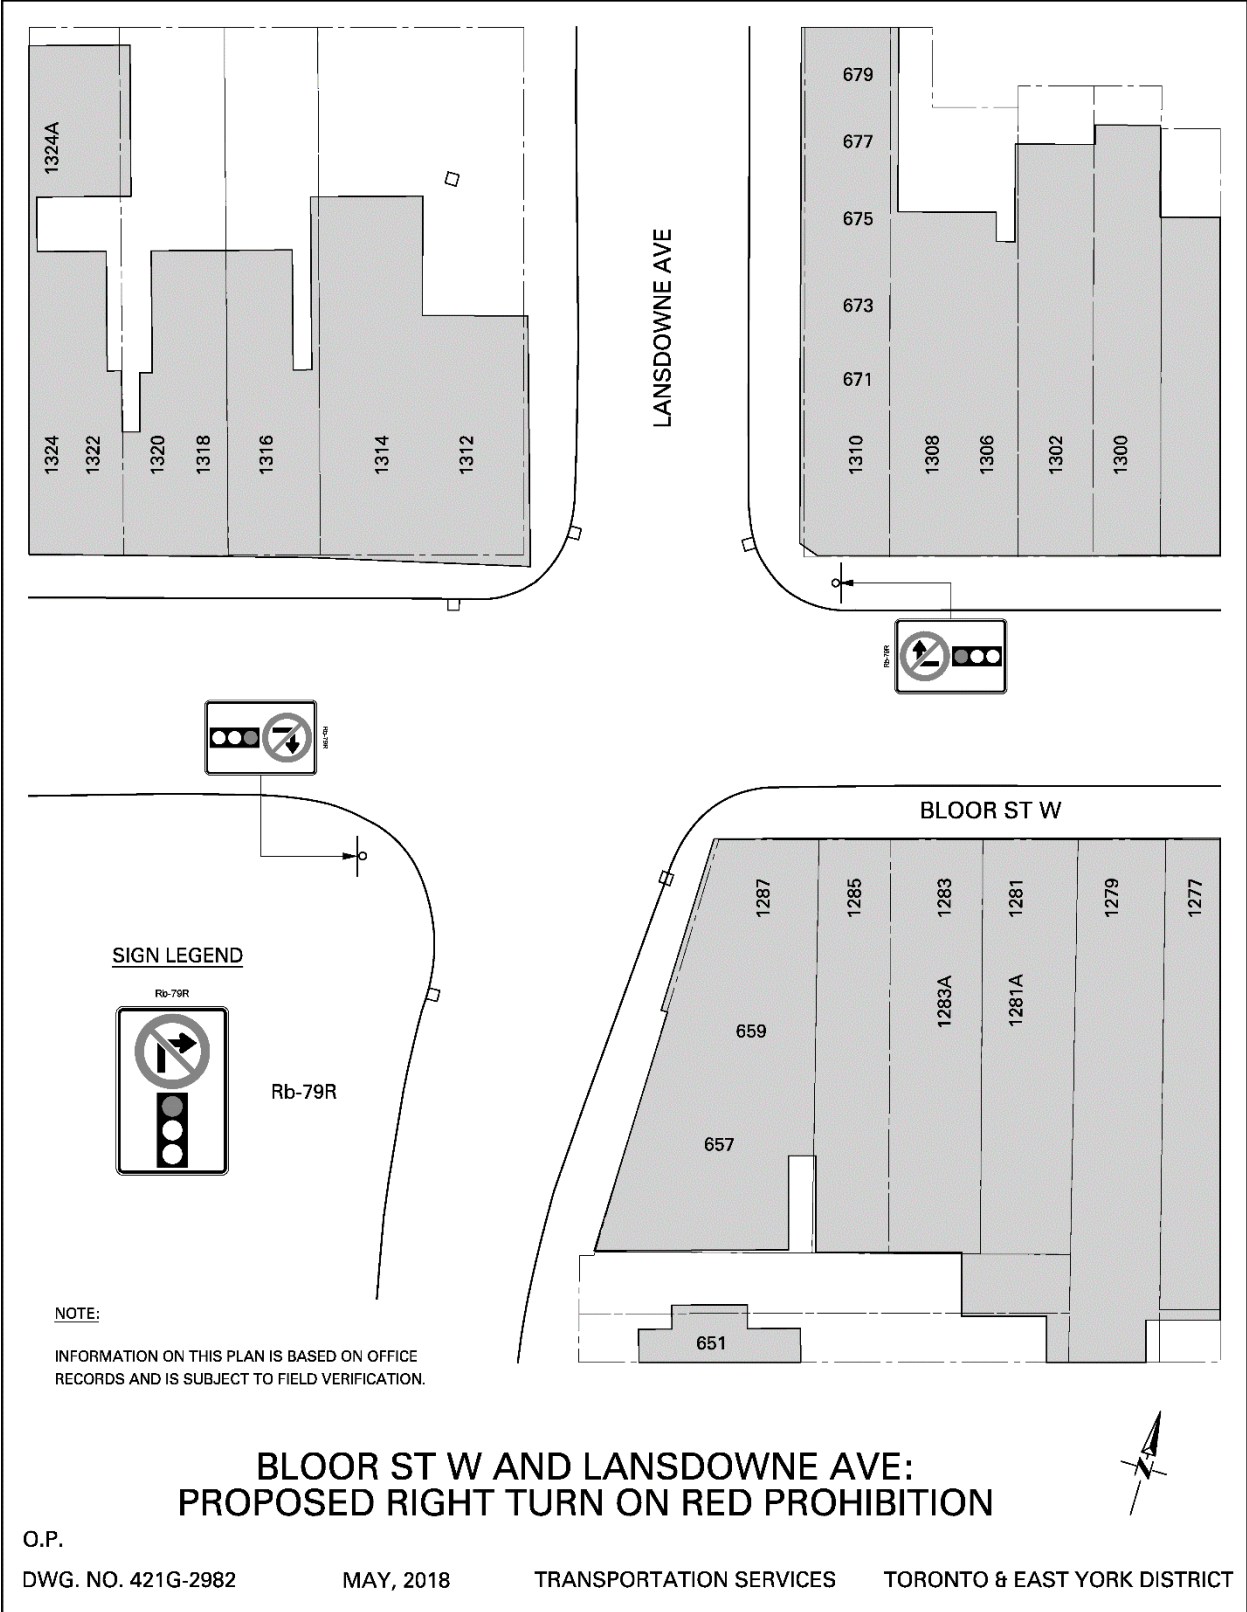 1324A
1324
1322
1320
1318
1316
1314
1312
LANSDOWNE AVE
679
677
675
673
671
1310
1308
1306
1302
1300
Rb-79R
Rb-79R
BLOOR ST W
1287
1285
1283
1281
1279
1277
1283A
1281A
659
657
651
SIGN LEGEND
Rb-79R
Rb-79R
NOTE:
INFORMATION ON THIS PLAN IS BASED ON OFFICE
RECORDS AND IS SUBJECT TO FIELD VERIFICATION.
N
BLOOR ST W AND LANSDOWNE AVE:
PROPOSED RIGHT TURN ON RED PROHIBITION
O.P.
DWG. NO. 421G-2982 MAY, 2018 TRANSPORTATION SERVICES TORONTO & EAST YORK DISTRICT